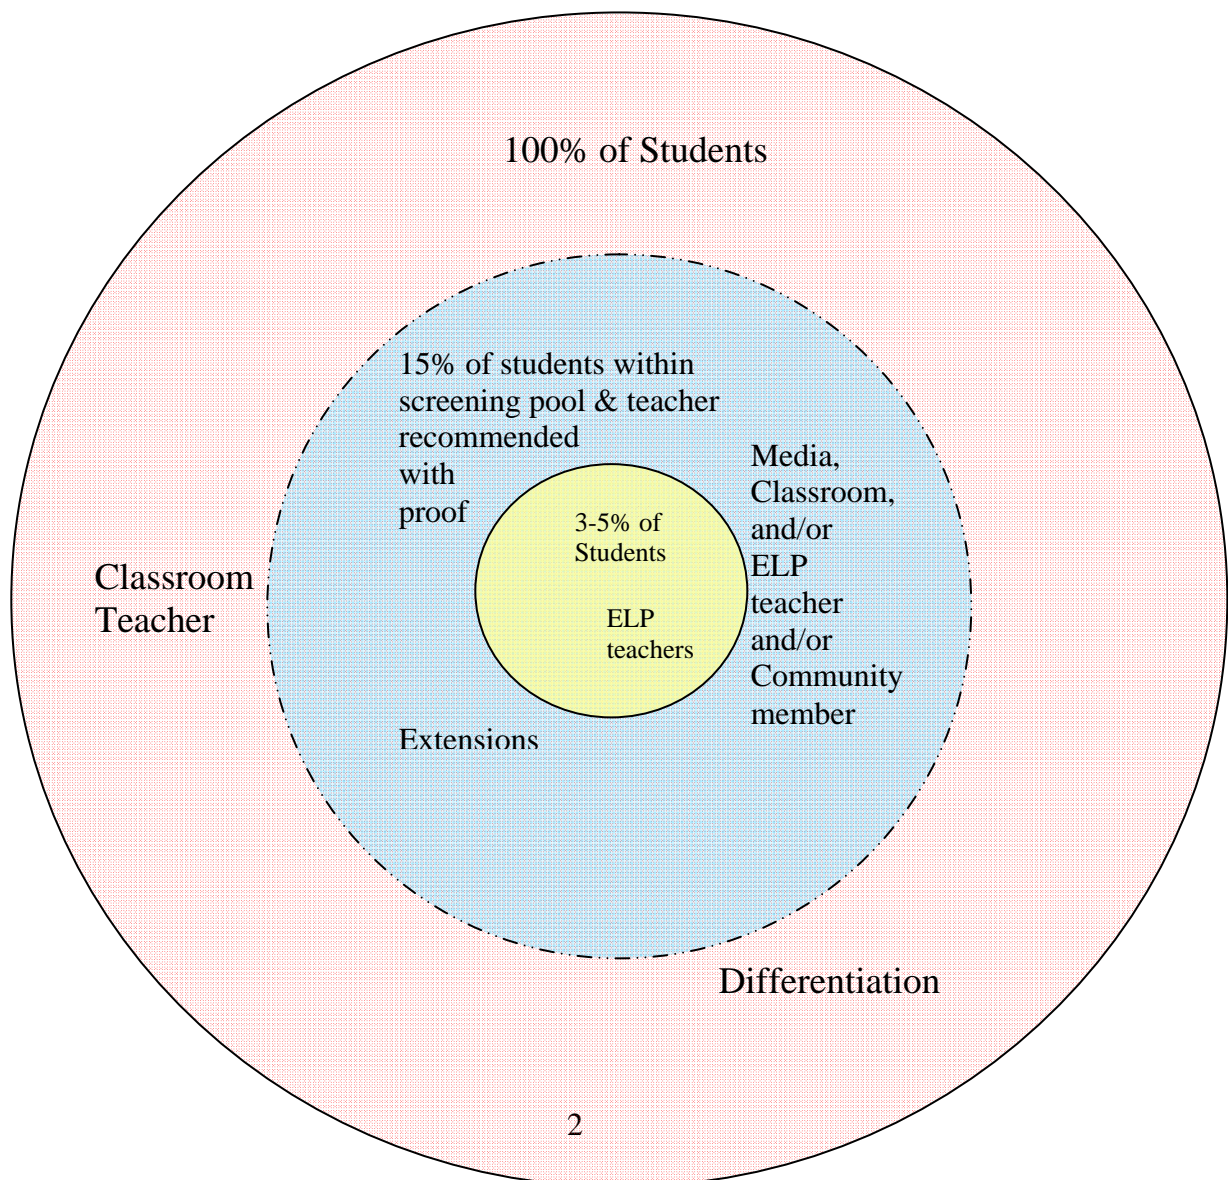 100% of Students
15% of students within
screening pool & teacher
recommended
with
proof
Media,
Classroom,
and/or
ELP
teacher
and/or
Community
member
3-5% of
Students
ELP
teachers
Classroom
Teacher
Extensions
Differentiation
2